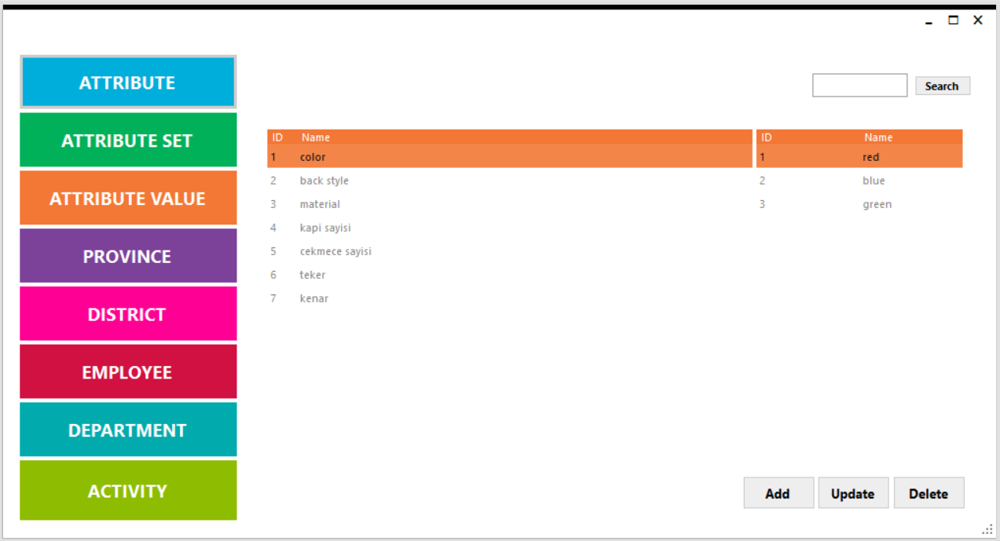 ATTRIBUTE
ATTRIBUTE SET
ATTRIBUTE VALUE
PROVINCE
DISTRICT
EMPLOYEE
DEPARTMENT
ACTIVITY
Search
ID Name
1 color
2 back style
3 material
4 kapi sayisi
5 cekmece sayisi
6 teker
7 kenar
ID Name
1 red
2 blue
3 green
Add Update Delete